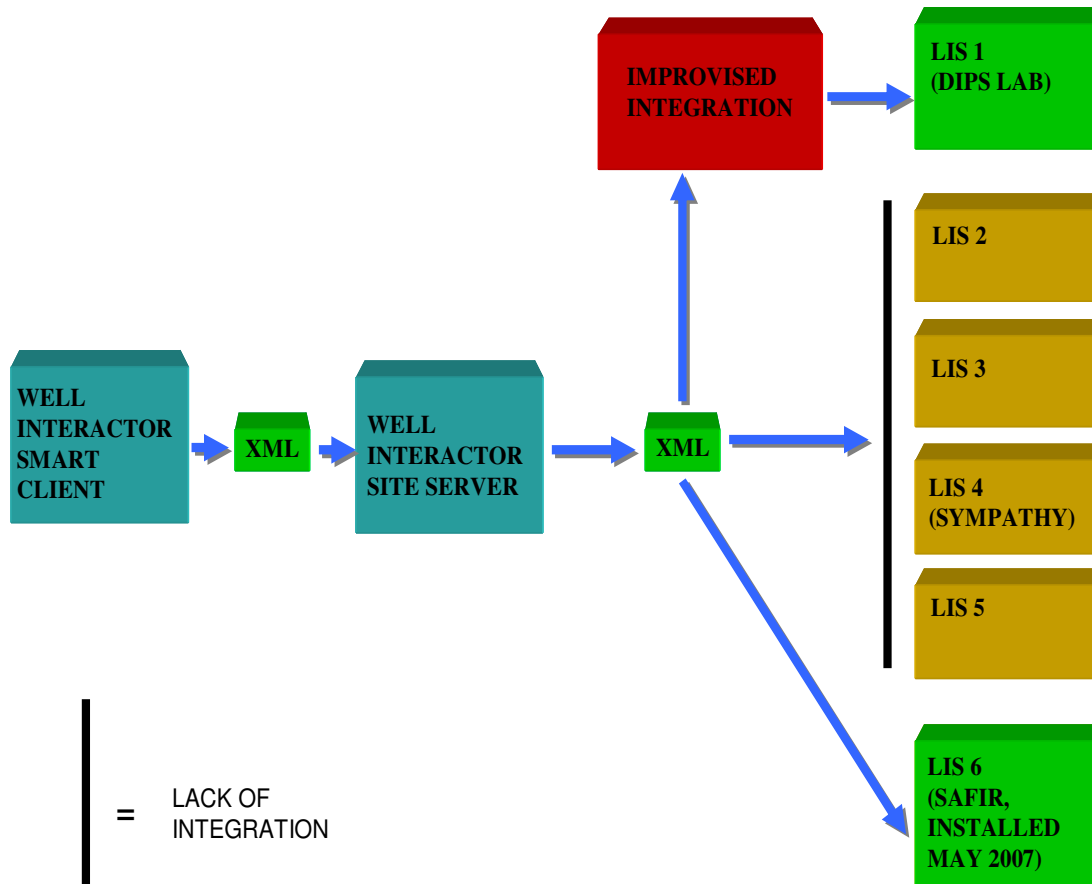 IMPROVISED
INTEGRATION
LIS 1
(DIPS LAB)
LIS 2
LIS 3
WELL
INTERACTOR
SMART
CLIENT
XML
WELL
INTERACTOR
SITE SERVER
XML
LIS 4
(SYMPATHY)
LIS 5
LIS 6
(SAFIR,
INSTALLED
MAY 2007)
= LACK OF
INTEGRATION